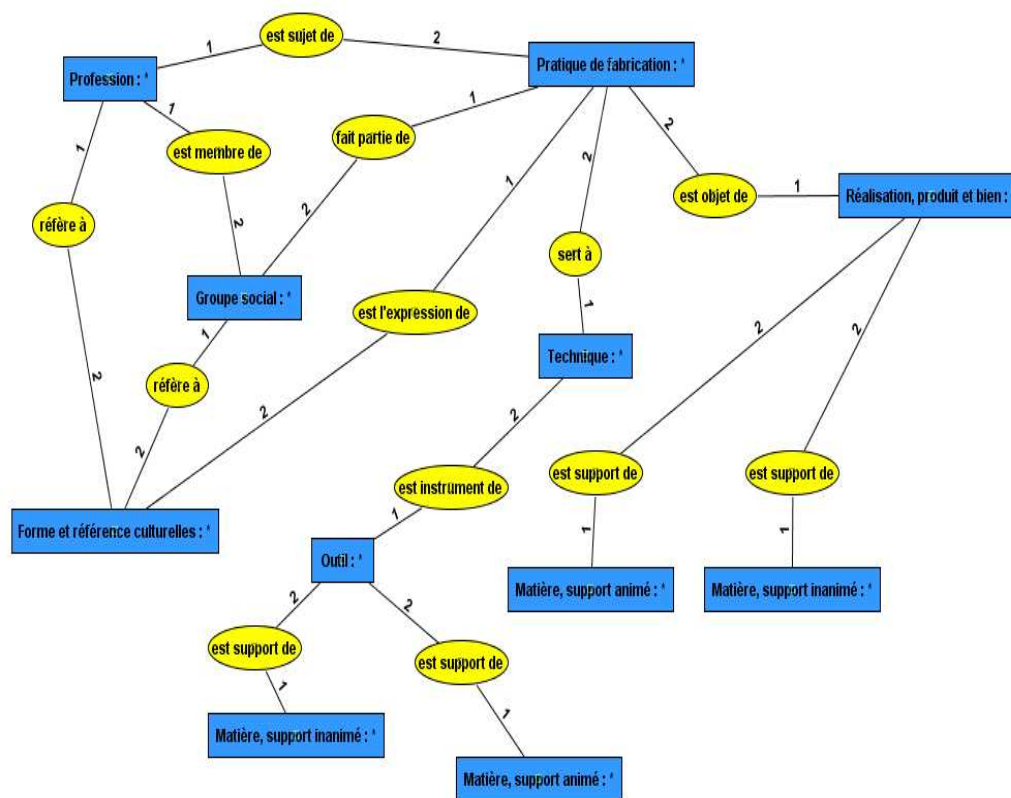 est sujet de
1
2
Profession : *
Pratique de fabrication : *
1
1
fait partie de
est membre de
2
1
réfère à
1
2
2
1
2
est objet de
1
Réalisation, produit et bien :
sert à
Groupe social : *
est l'expression de
1
1
2
2
Technique : *
réfère à
2
2
2
2
est support de
est support de
est instrument de
1
1
1
Forme et référence culturelles : *
Outil : *
Matière, support animé : *
Matière, support inanimé : *
2
2
est support de
est support de
1
1
Matière, support inanimé : *
Matière, support animé : *